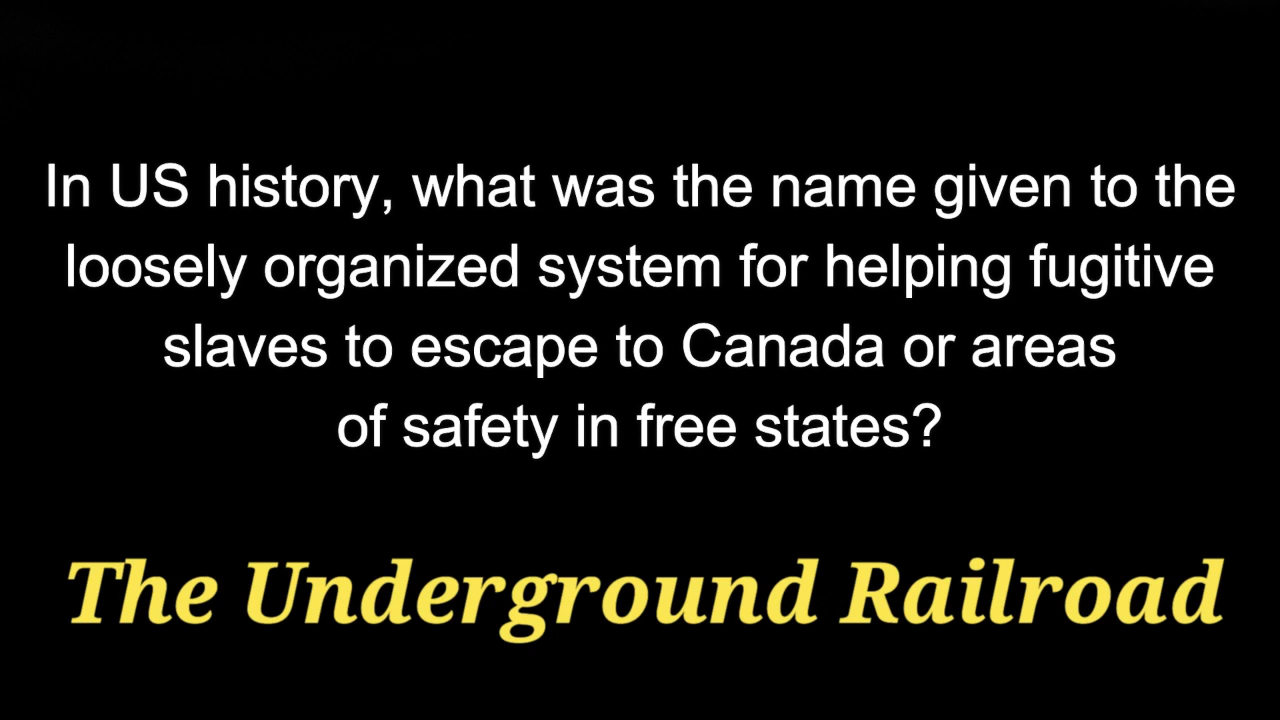 In US history, what was the name given to the
loosely organized system for helping fugitive
slaves to escape to Canada or areas
of safety in free states?
The Underground Railroad